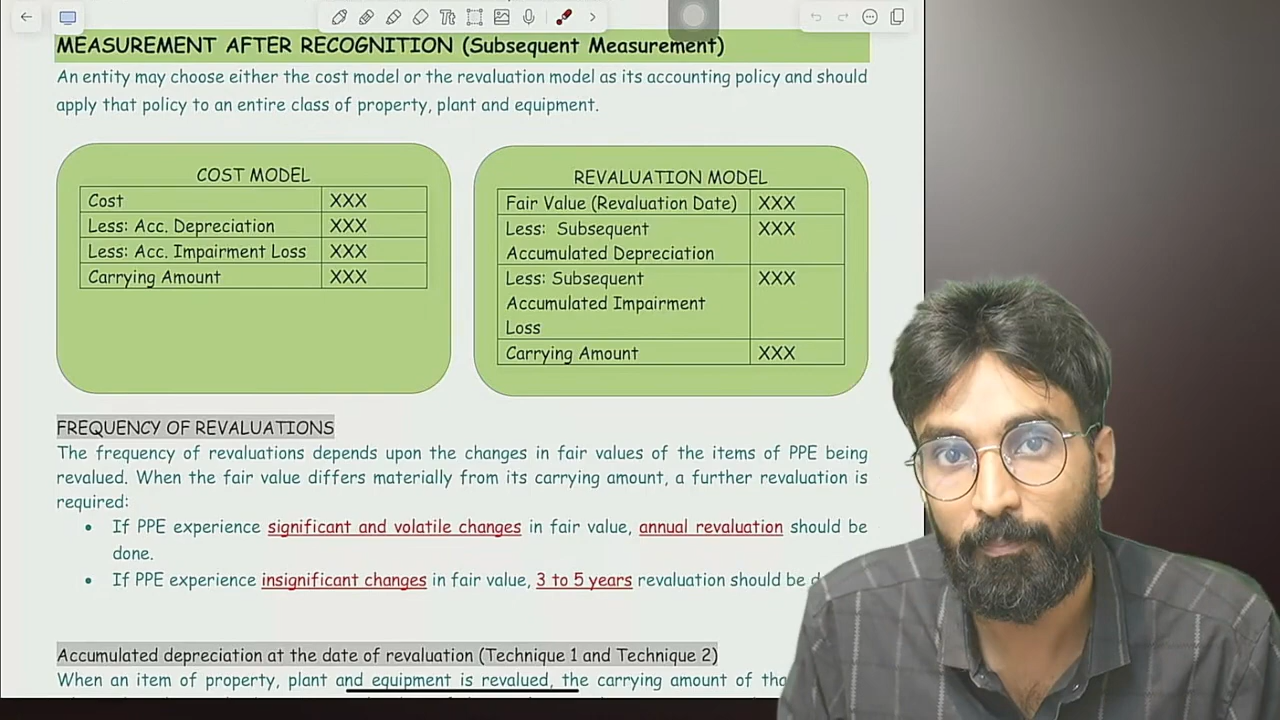 MEASUREMENT AFTER RECOGNITION (Subsequent Measurement)
An entity may choose either the cost model or the revaluation model as its accounting policy and should
apply that policy to an entire class of property, plant and equipment.
COST MODEL
Cost XXX
Less: Acc. Depreciation XXX
Less: Acc. Impairment Loss XXX
Carrying Amount XXX
REVALUATION MODEL
Fair Value (Revaluation Date) XXX
Less: Subsequent XXX
Accumulated Depreciation
Less: Subsequent XXX
Accumulated Impairment
Loss
Carrying Amount XXX
FREQUENCY OF REVALUATIONS
The frequency of revaluations depends upon the changes in fair values of the items of PPE being
revalued. When the fair value differs materially from its carrying amount, a further revaluation is
required:
• If PPE experience significant and volatile changes in fair value, annual revaluation should be
done.
• If PPE experience insignificant changes in fair value, 3 to 5 years revaluation should be
Accumulated depreciation at the date of revaluation (Technique 1 and Technique 2)
When an item of property, plant and equipment is revalued, the carrying amount of